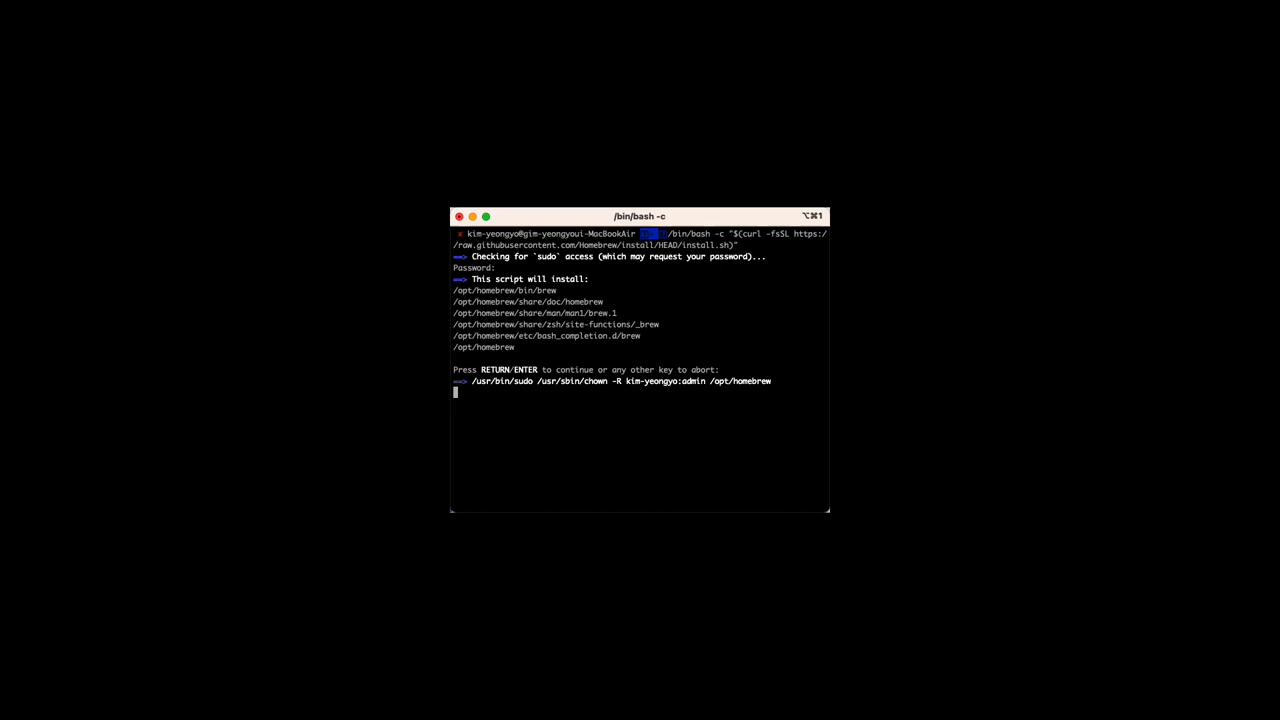 /bin/bash -c
⌥⌘1
kim-yeongyo@gim-yeongyoui-MacBookAir /bin/bash -c "$(curl -fsSL https:/
/raw.githubusercontent.com/Homebrew/install/HEAD/install.sh)"
==> Checking for `sudo` access (which may request your password)...
Password:
==> This script will install:
/opt/homebrew/bin/brew
/opt/homebrew/share/doc/homebrew
/opt/homebrew/share/man/man1/brew.1
/opt/homebrew/share/zsh/site-functions/_brew
/opt/homebrew/etc/bash_completion.d/brew
/opt/homebrew
Press RETURN/ENTER to continue or any other key to abort:
==> /usr/bin/sudo /usr/sbin/chown -R kim-yeongyo:admin /opt/homebrew